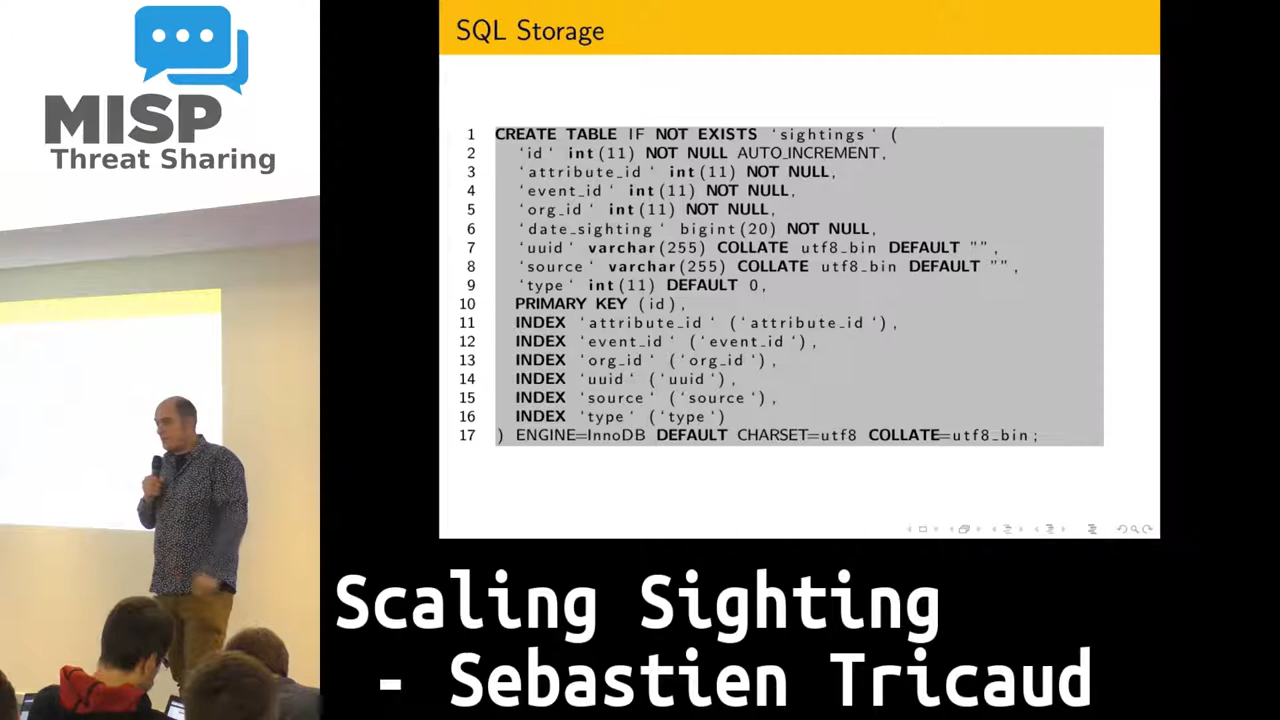 MISP
Threat Sharing
SQL Storage
1 CREATE TABLE IF NOT EXISTS ‘sightings‘ (
2 ‘id‘ int(11) NOT NULL AUTO_INCREMENT,
3 ‘attribute_id‘ int(11) NOT NULL,
4 ‘event_id‘ int(11) NOT NULL,
5 ‘org_id‘ int(11) NOT NULL,
6 ‘date_sighting‘ bigint(20) NOT NULL,
7 ‘uuid‘ varchar(255) COLLATE utf8_bin DEFAULT "",
8 ‘source‘ varchar(255) COLLATE utf8_bin DEFAULT "",
9 ‘type‘ int(11) DEFAULT 0,
10 PRIMARY KEY (id),
11 INDEX ‘attribute_id‘ (‘attribute_id‘),
12 INDEX ‘event_id‘ (‘event_id‘),
13 INDEX ‘org_id‘ (‘org_id‘),
14 INDEX ‘uuid‘ (‘uuid‘),
15 INDEX ‘source‘ (‘source‘),
16 INDEX ‘type‘ (‘type‘)
17 ) ENGINE=InnoDB DEFAULT CHARSET=utf8 COLLATE=utf8_bin;
Scaling Sighting
- Sebastien Tricaud